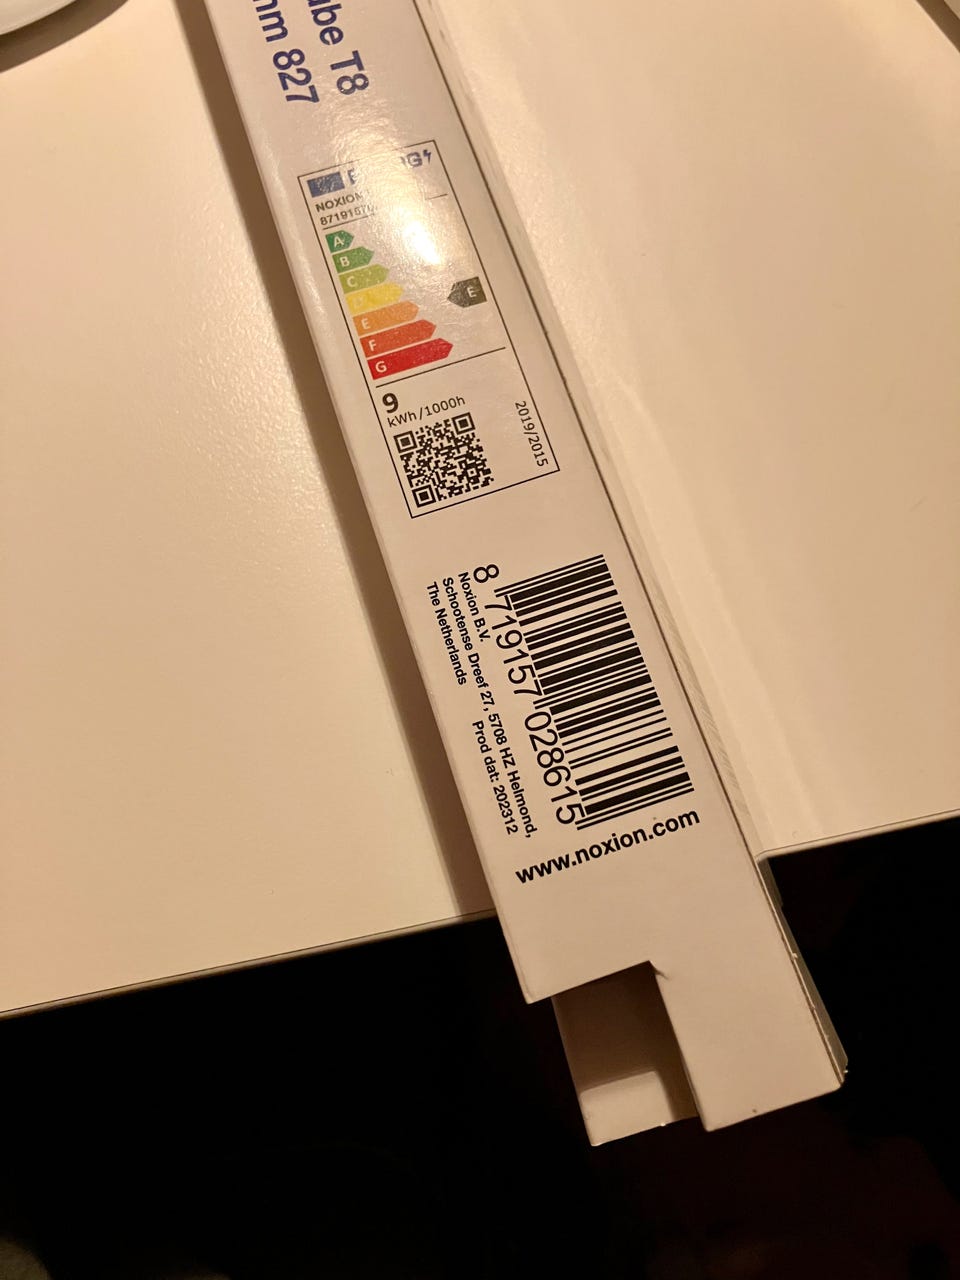 ube T8
mm 827
NOXION
A
B
C
D
E
F
G
E
9
kWh/1000h
2019/2015
8 719157 028615
Noxion B.V.
Schootense Dreef 27, 5708 HZ Helmond,
The Netherlands
Prod dat: 202312
www.noxion.com